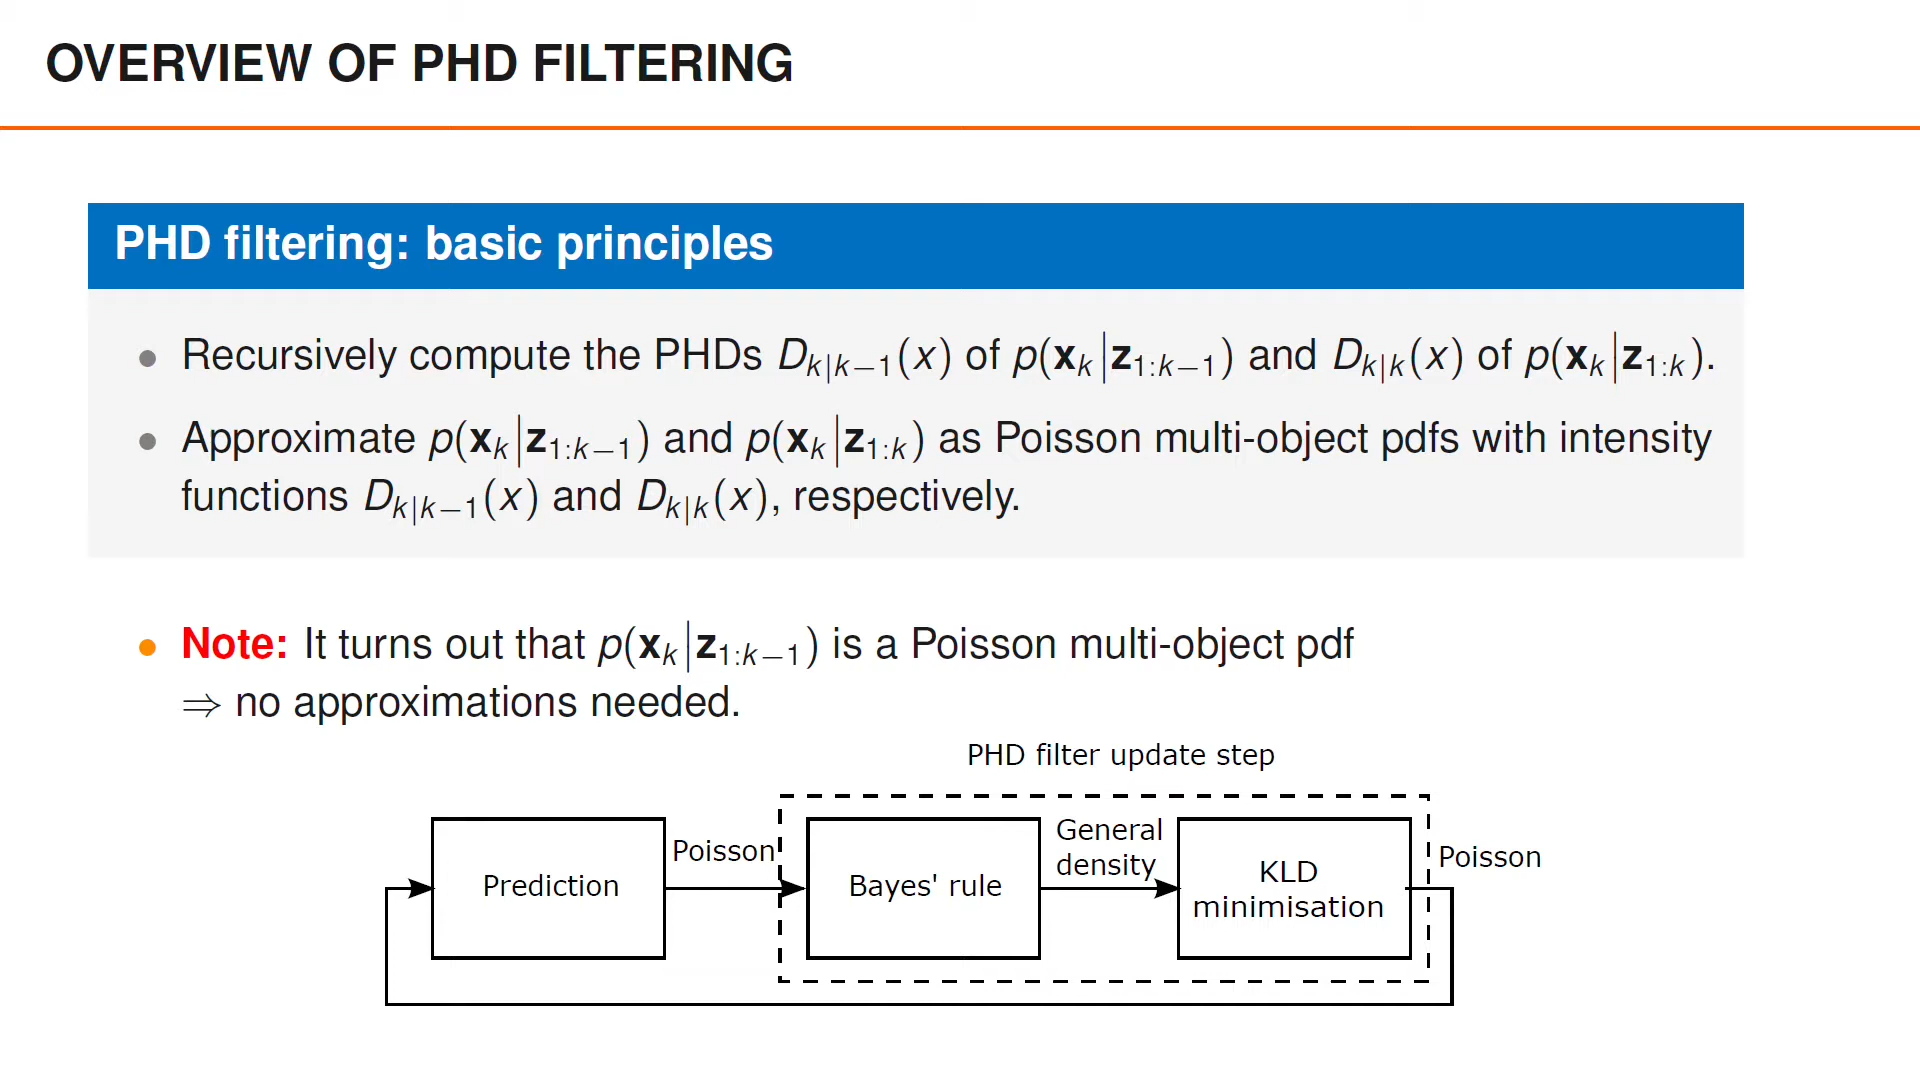 OVERVIEW OF PHD FILTERING
PHD filtering: basic principles
• Recursively compute the PHDs D_{k|k−1}(x) of p(𝐱_k|𝐳_{1:k−1}) and D_{k|k}(x) of p(𝐱_k|𝐳_{1:k}).
• Approximate p(𝐱_k|𝐳_{1:k−1}) and p(𝐱_k|𝐳_{1:k}) as Poisson multi-object pdfs with intensity
functions D_{k|k−1}(x) and D_{k|k}(x), respectively.
• Note: It turns out that p(𝐱_k|𝐳_{1:k−1}) is a Poisson multi-object pdf
⇒ no approximations needed.
PHD filter update step
Prediction
Poisson
Bayes' rule
General
density
KLD
minimisation
Poisson